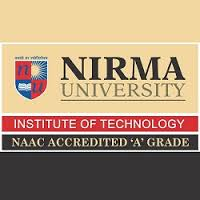 NIRMA
UNIVERSITY
INSTITUTE OF TECHNOLOGY
NAAC ACCREDITED 'A' GRADE